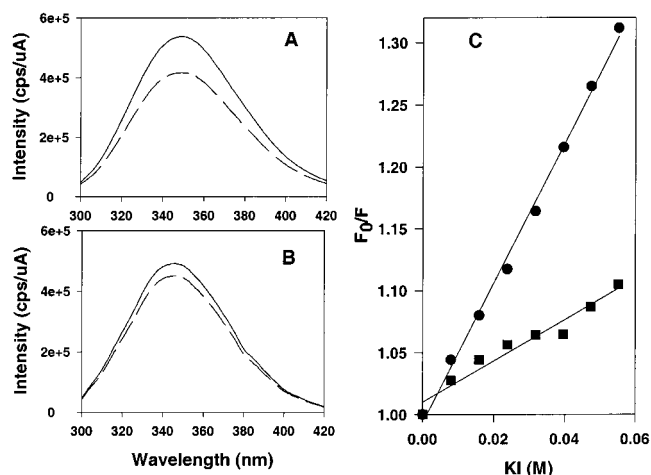 A
Intensity (cps/uA)
6e+5
4e+5
2e+5
0
300 320 340 360 380 400 420
B
Intensity (cps/uA)
6e+5
4e+5
2e+5
0
300 320 340 360 380 400 420
Wavelength (nm)
C
F0/F
1.30
1.25
1.20
1.15
1.10
1.05
1.00
0.00 0.02 0.04 0.06
KI (M)